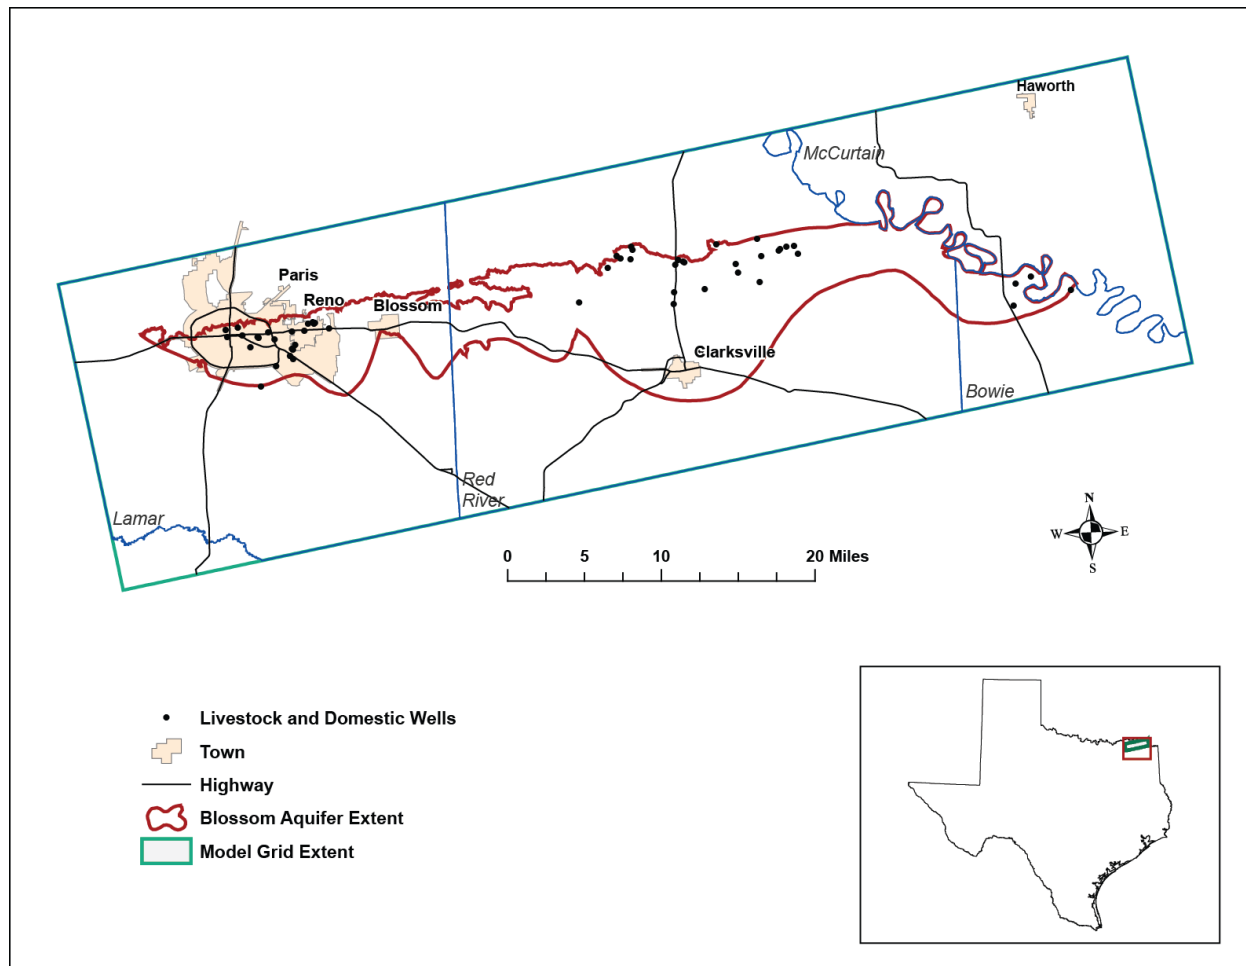 Haworth
McCurtain
Paris
Reno
Blossom
Clarksville
Bowie
Red
River
Lamar
N
W E
S
0 5 10 20 Miles
Livestock and Domestic Wells
Town
Highway
Blossom Aquifer Extent
Model Grid Extent